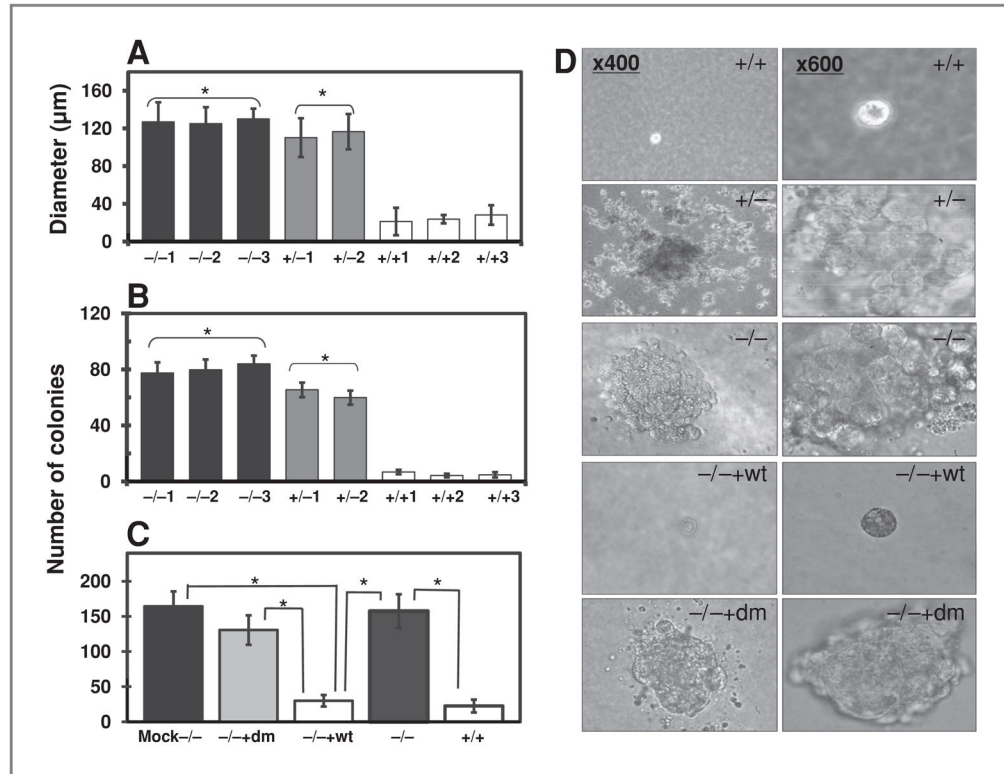 A
Diameter (µm)
160
120
80
40
0
*
*
–/–1 –/–2 –/–3 +/–1 +/–2 +/+1 +/+2 +/+3
B
Number of colonies
120
80
40
0
*
*
–/–1 –/–2 –/–3 +/–1 +/–2 +/+1 +/+2 +/+3
C
200
150
100
50
0
*
*
*
*
Mock–/– –/–+dm –/–+wt –/– +/+
D
x400 +/+
x600 +/+
+/–
+/–
–/–
–/–
–/–+wt
–/–+wt
–/–+dm
–/–+dm